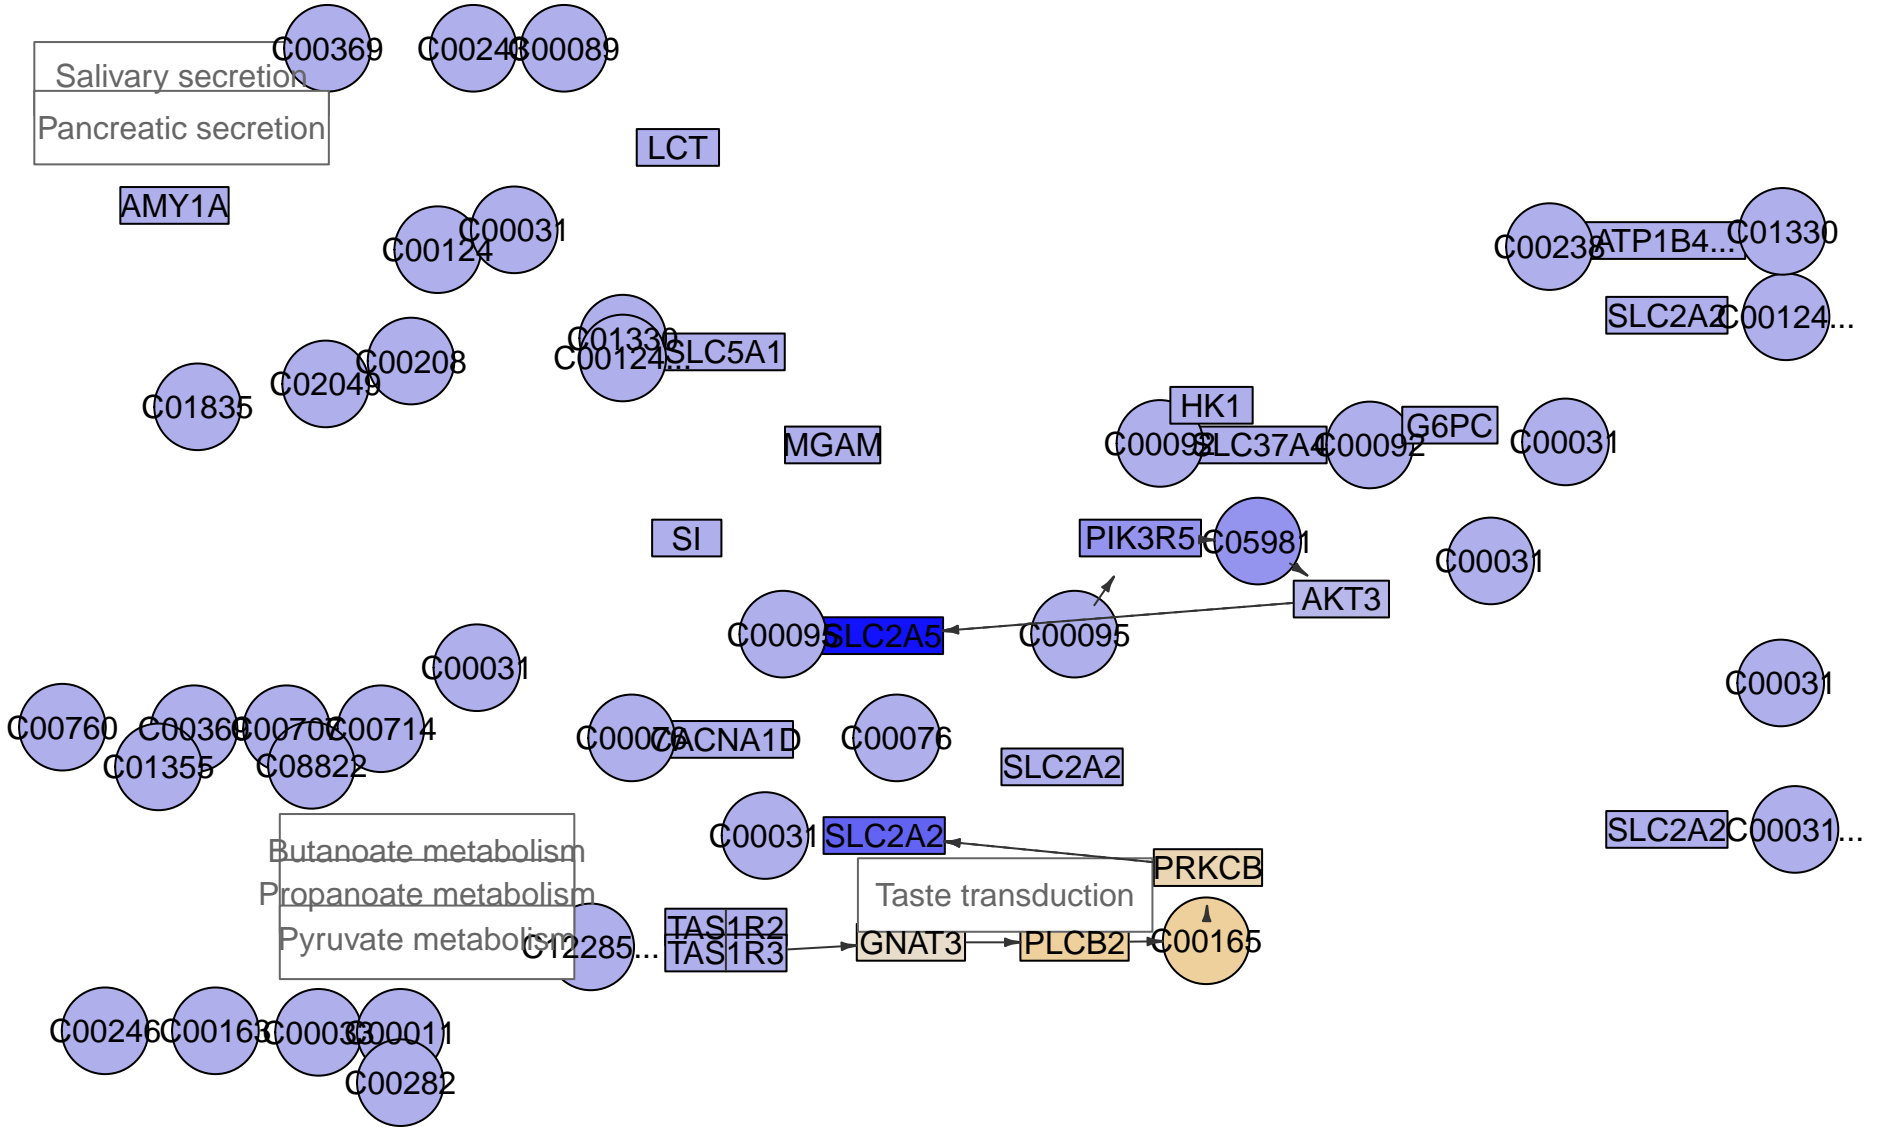 C00369
C00243
C00089
Salivary secretion
Pancreatic secretion
LCT
AMY1A
C00124
C00031
C00238
ATP1B4...
C01330
SLC2A2
C00124...
C01330
C00124...
SLC5A1
C01835
C02049
C00208
HK1
G6PC
MGAM
C00092
SLC37A4
C00092
C00031
SI
PIK3R5
C05981
C00031
AKT3
C00095
SLC2A5
C00095
C00031
C00031
C00760
C00369
C00707
C00714
C01355
C08822
C00076
CACNA1D
C00076
SLC2A2
C00031
SLC2A2
SLC2A2
C00031...
Butanoate metabolism
Propanoate metabolism
Pyruvate metabolism
PRKCB
Taste transduction
C12285...
TAS1R2
TAS1R3
GNAT3
PLCB2
C00165
C00246
C00163
C00033
C00011
C00282